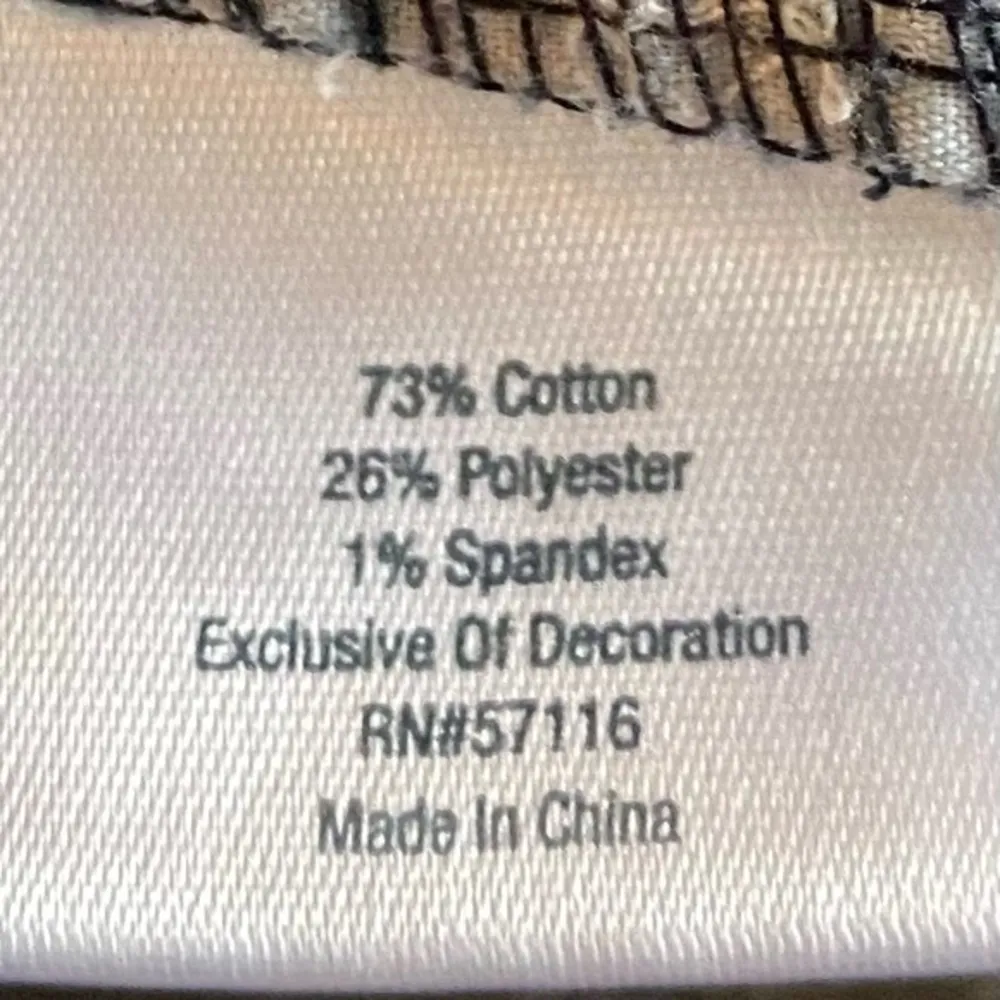 73% Cotton
26% Polyester
1% Spandex
Exclusive Of Decoration
RN#57116
Made In China